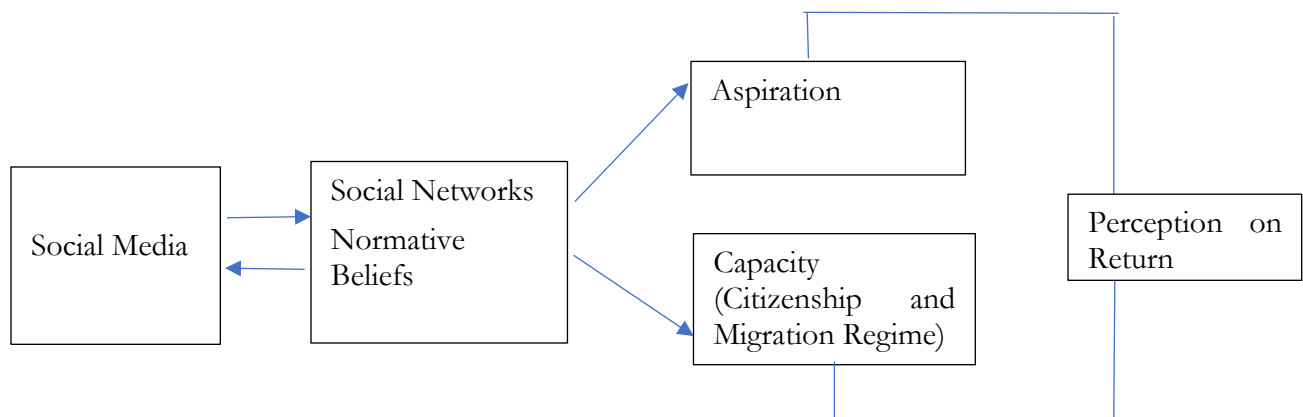 Social Media
Social Networks
Normative
Beliefs
Aspiration
Capacity
(Citizenship and
Migration Regime)
Perception on
Return